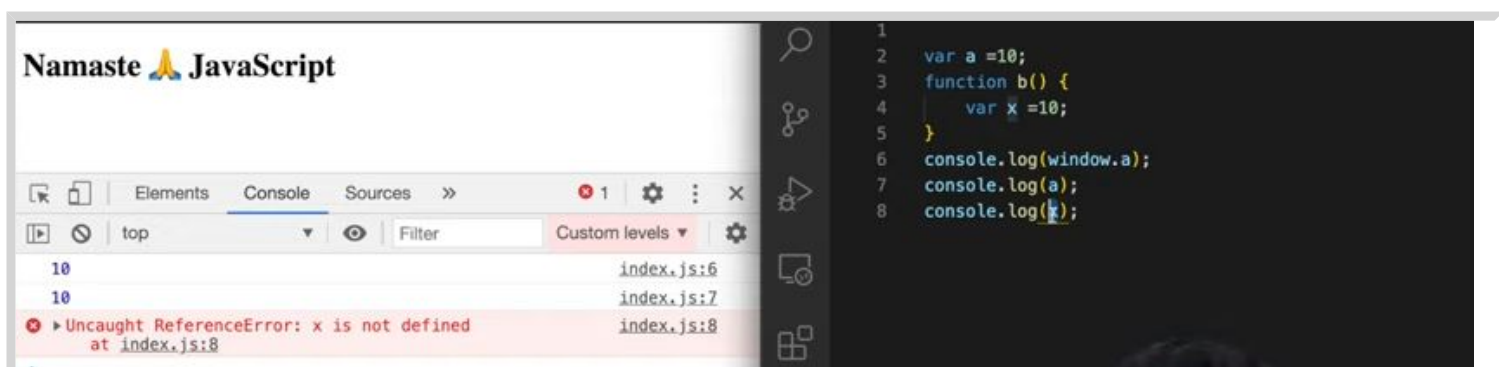 Namaste 🙏 JavaScript
Elements Console Sources » 1
top Filter Custom levels ▼
10 index.js:6
10 index.js:7
Uncaught ReferenceError: x is not defined index.js:8
at index.js:8
1
2 var a =10;
3 function b() {
4 var x =10;
5 }
6 console.log(window.a);
7 console.log(a);
8 console.log(x);